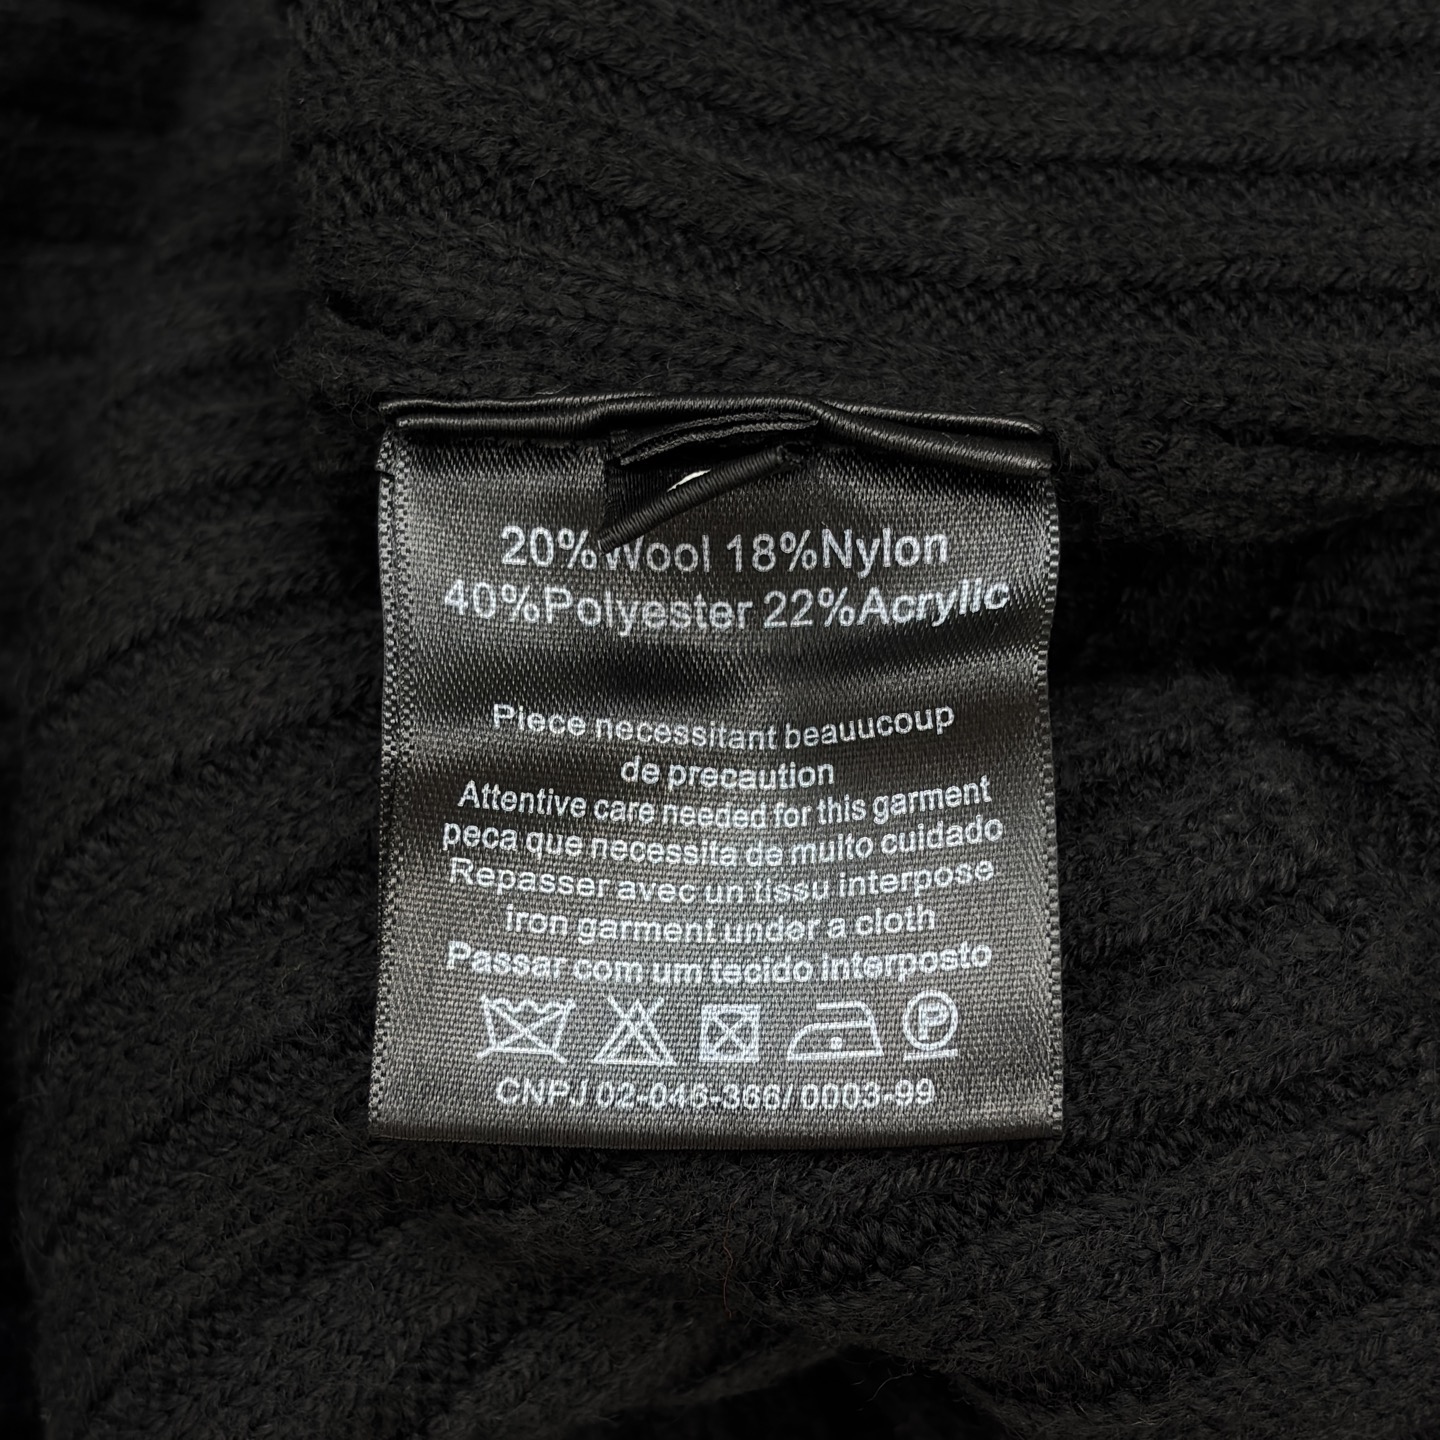 20%Wool 18%Nylon
40%Polyester 22%Acrylic
Piece necessitant beauucoup
de precaution
Attentive care needed for this garment
peca que necessita de muito cuidado
Repasser avec un tissu interpose
iron garment under a cloth
Passar com um tecido interposto
P
CNPJ 02-046-366/0003-99